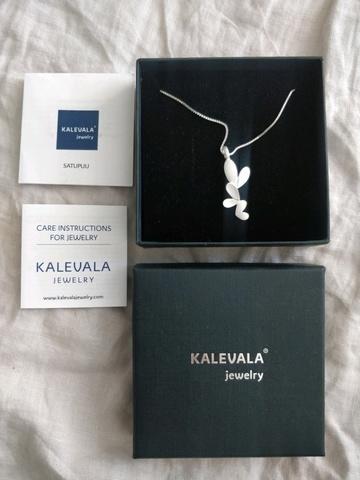 KALEVALA®
jewelry
SATUPUU
CARE INSTRUCTIONS
FOR JEWELRY
KALEVALA
JEWELRY
www.kalevalajewelry.com
KALEVALA®
jewelry